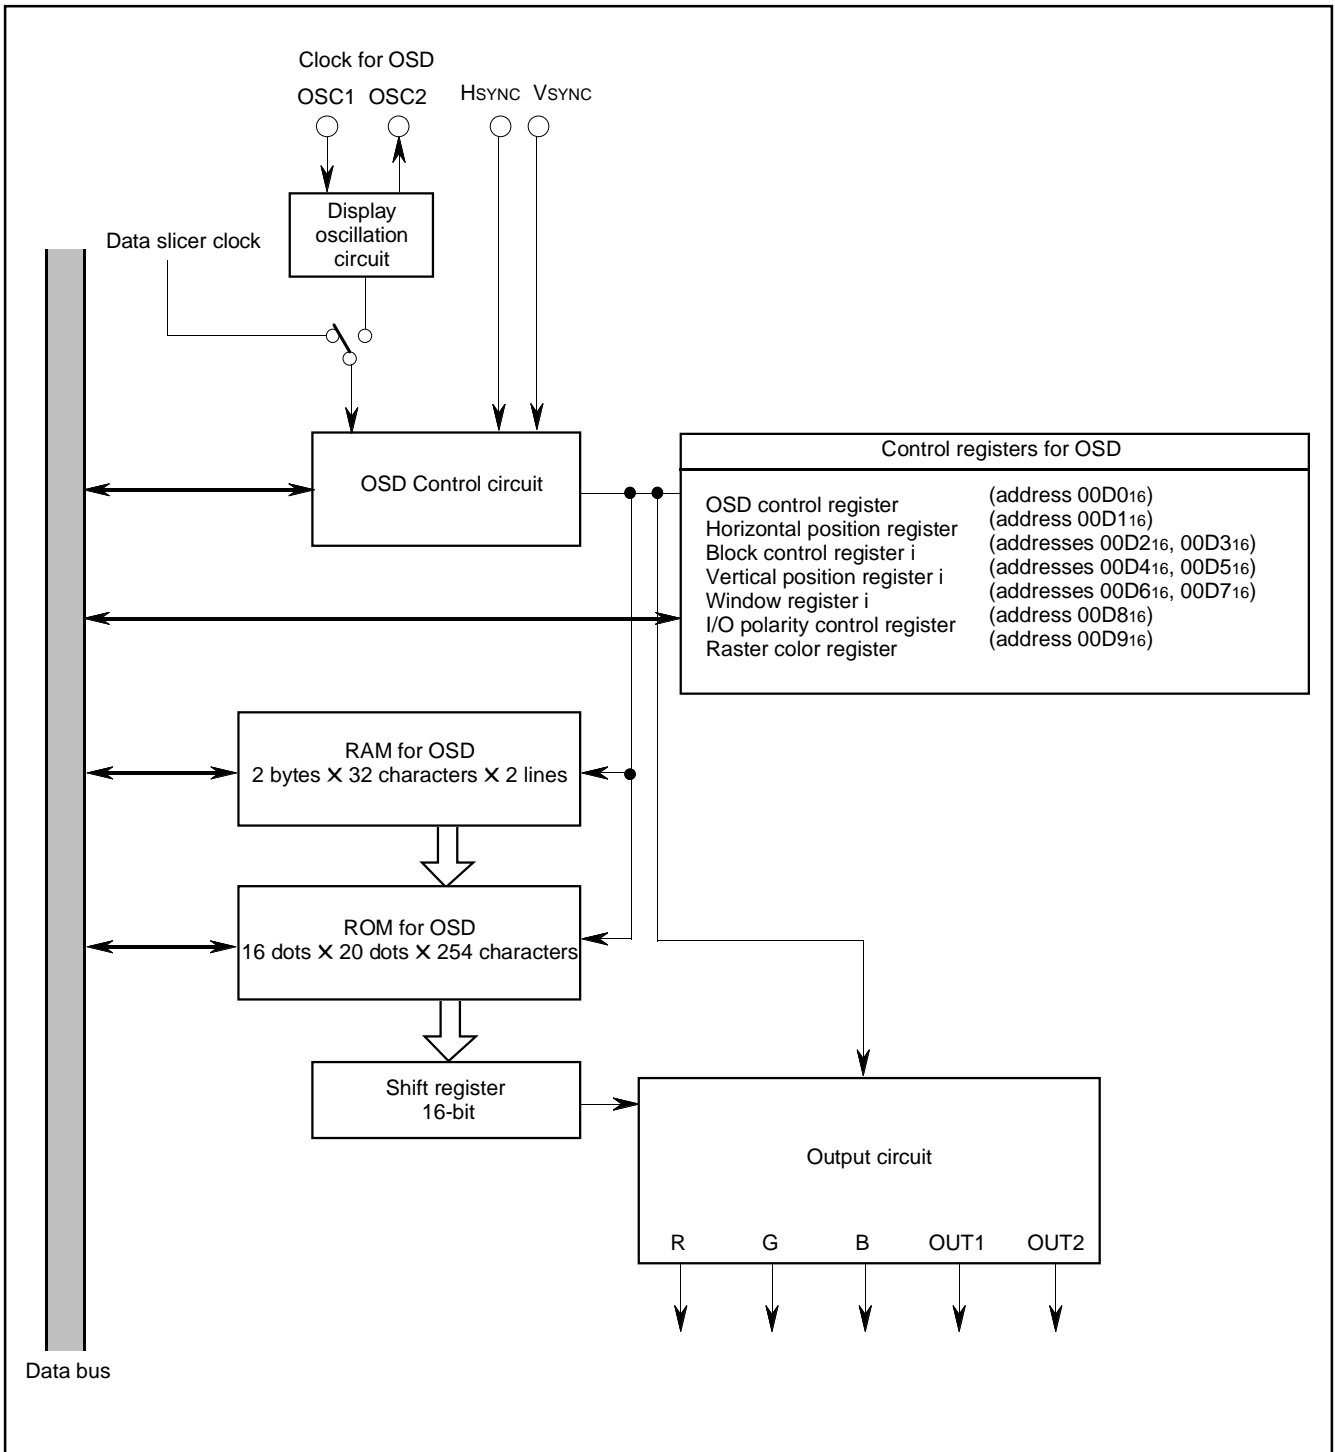 Clock for OSD
OSC1 OSC2 HSYNC VSYNC
Display
oscillation
circuit
Data slicer clock
OSD Control circuit
Control registers for OSD
OSD control register (address 00D016)
Horizontal position register (address 00D116)
Block control register i (addresses 00D216, 00D316)
Vertical position register i (addresses 00D416, 00D516)
Window register i (addresses 00D616, 00D716)
I/O polarity control register (address 00D816)
Raster color register (address 00D916)
RAM for OSD
2 bytes × 32 characters × 2 lines
ROM for OSD
16 dots × 20 dots × 254 characters
Shift register
16-bit
Output circuit
R G B OUT1 OUT2
Data bus